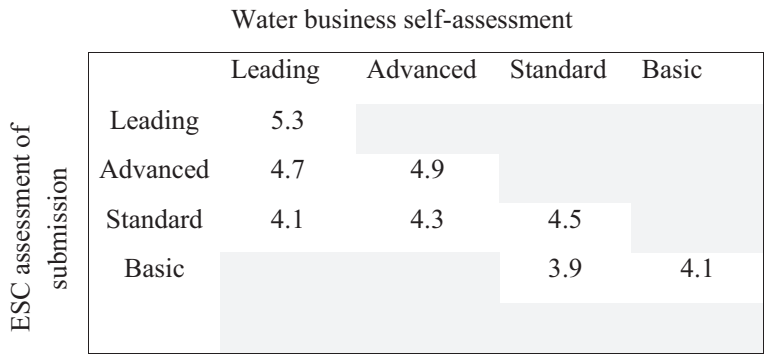 Water business self-assessment
Leading Advanced Standard Basic
Leading 5.3
Advanced 4.7 4.9
Standard 4.1 4.3 4.5
Basic 3.9 4.1
ESC assessment of
submission